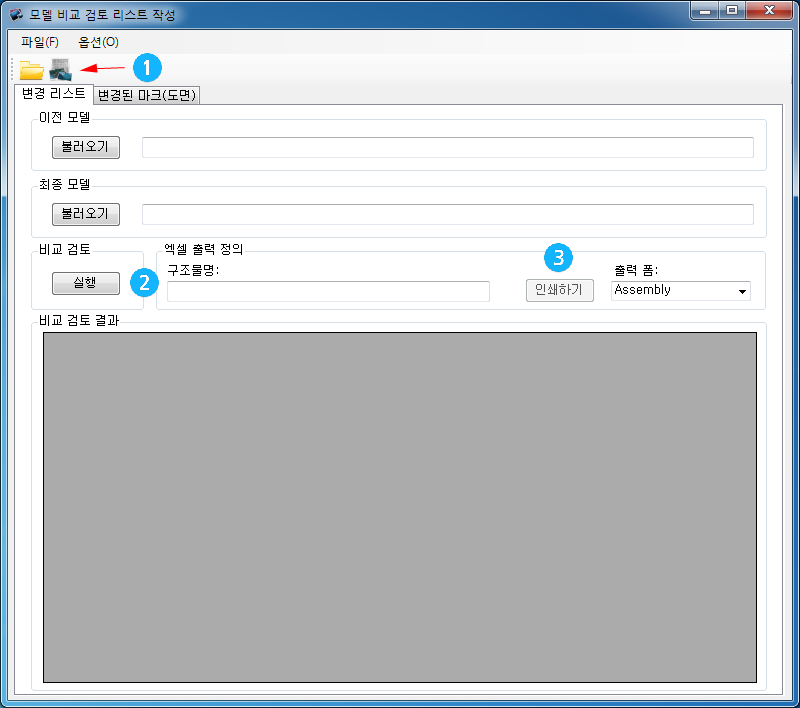 모델 비교 검토 리스트 작성
파일(F) 옵션(O)
1
변경 리스트 변경된 마크(도면)
이전 모델
불러오기
최종 모델
불러오기
비교 검토 엑셀 출력 정의
구조물명: 3 출력 폼:
실행 2 인쇄하기 Assembly
비교 검토 결과